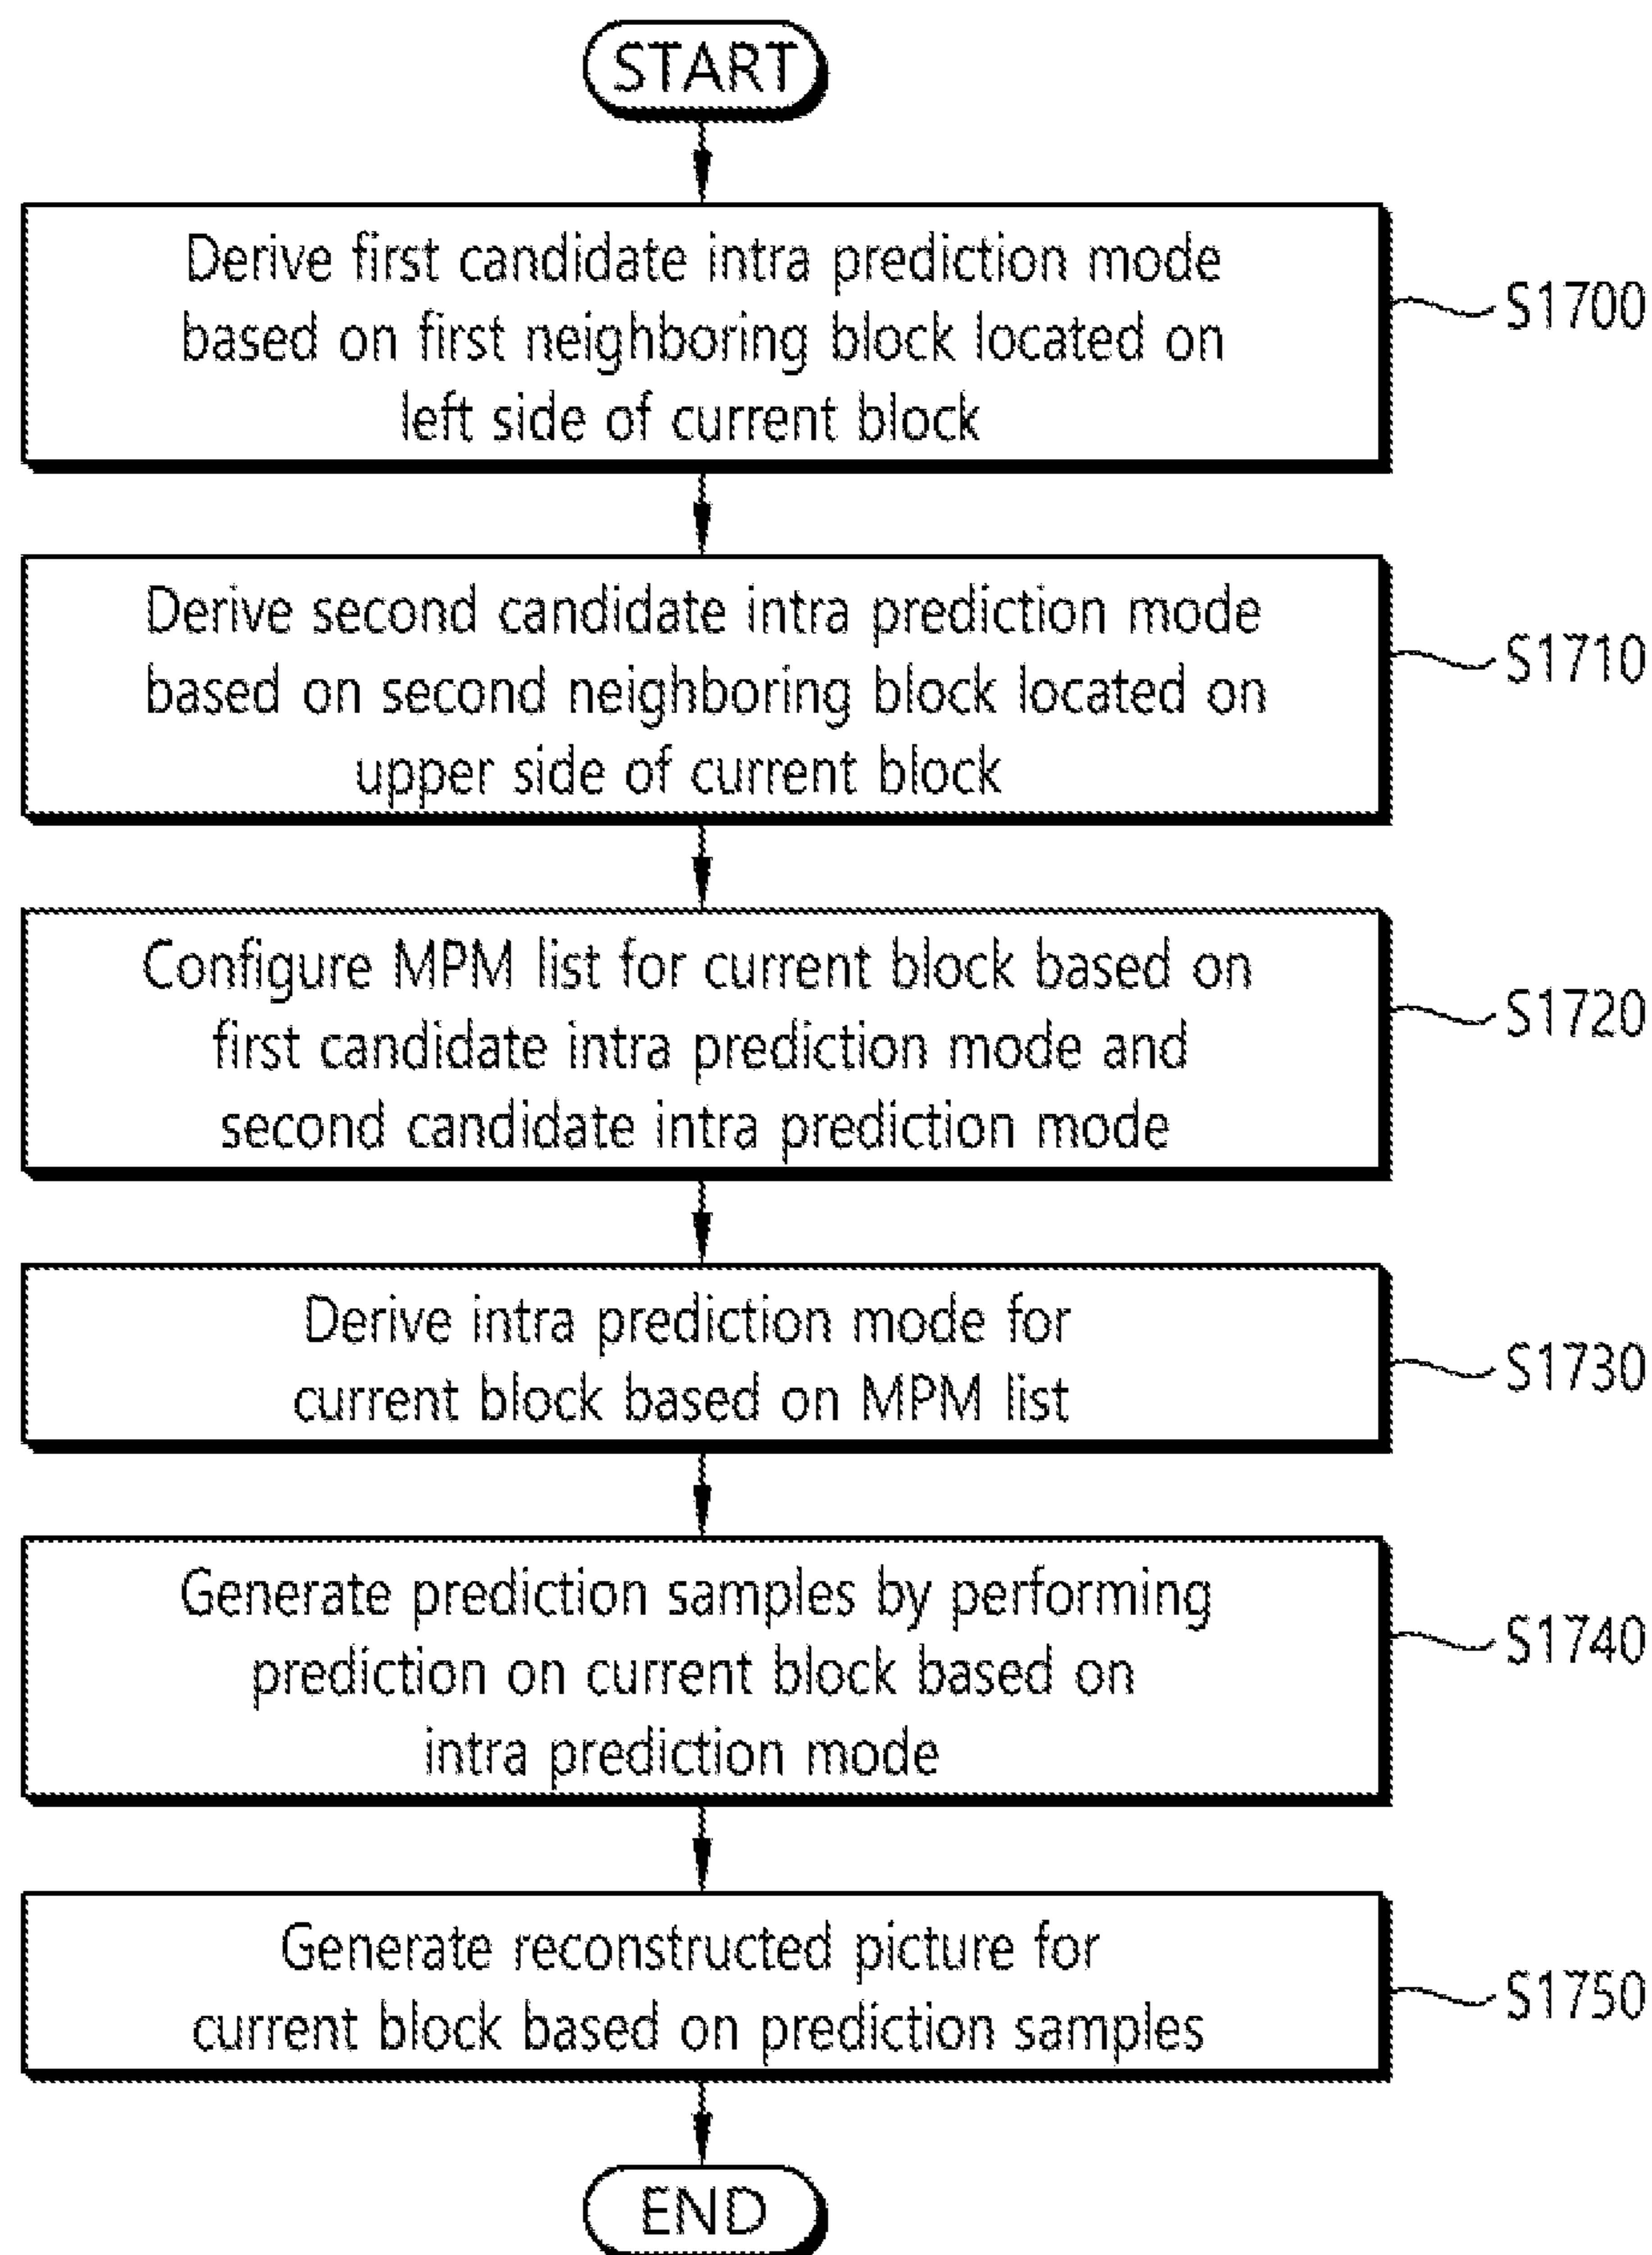 START
Derive first candidate intra prediction mode
based on first neighboring block located on
left side of current block
S1700
Derive second candidate intra prediction mode
based on second neighboring block located on
upper side of current block
S1710
Configure MPM list for current block based on
first candidate intra prediction mode and
second candidate intra prediction mode
S1720
Derive intra prediction mode for
current block based on MPM list
S1730
Generate prediction samples by performing
prediction on current block based on
intra prediction mode
S1740
Generate reconstructed picture for
current block based on prediction samples
S1750
END